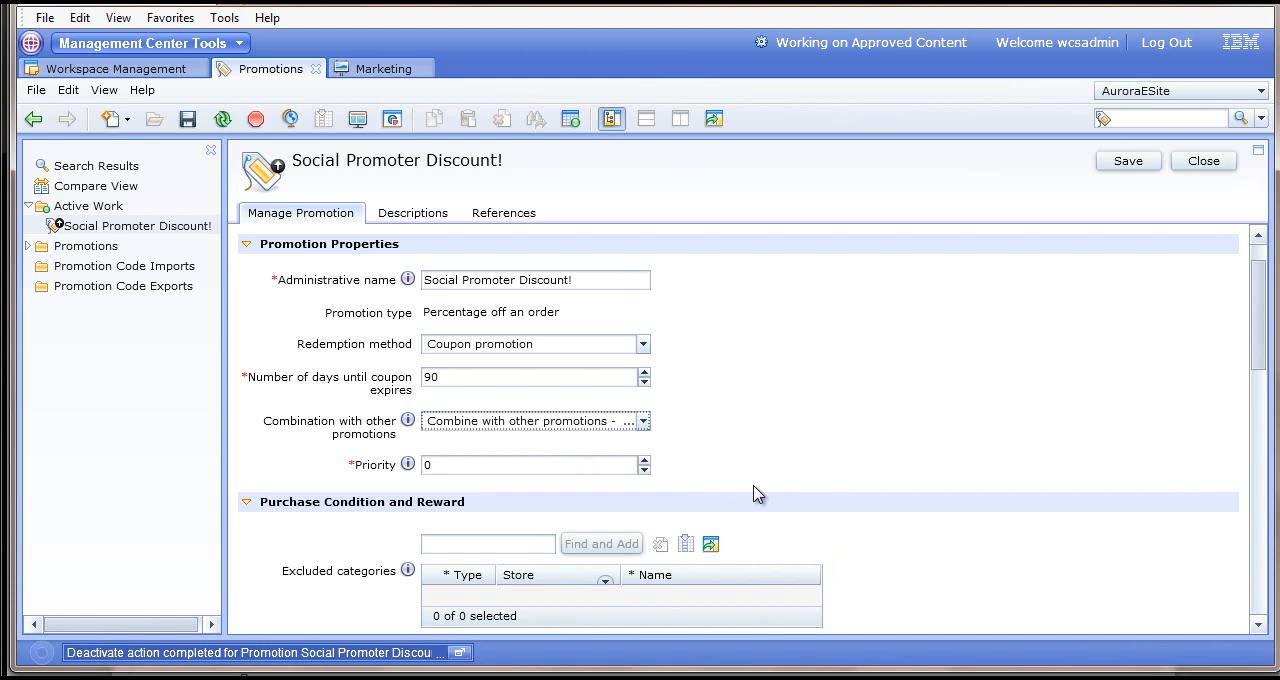 File Edit View Favorites Tools Help
Management Center Tools Working on Approved Content Welcome wcsadmin Log Out IBM
Workspace Management Promotions Marketing
File Edit View Help AuroraESite
Social Promoter Discount! Save Close
Search Results
Compare View
Active Work
Social Promoter Discount!
Promotions
Promotion Code Imports
Promotion Code Exports
Manage Promotion Descriptions References
Promotion Properties
*Administrative name Social Promoter Discount!
Promotion type Percentage off an order
Redemption method Coupon promotion
*Number of days until coupon expires 90
Combination with other promotions Combine with other promotions - ...
*Priority 0
Purchase Condition and Reward
Find and Add
Excluded categories * Type Store * Name
0 of 0 selected
Deactivate action completed for Promotion Social Promoter Discou ...